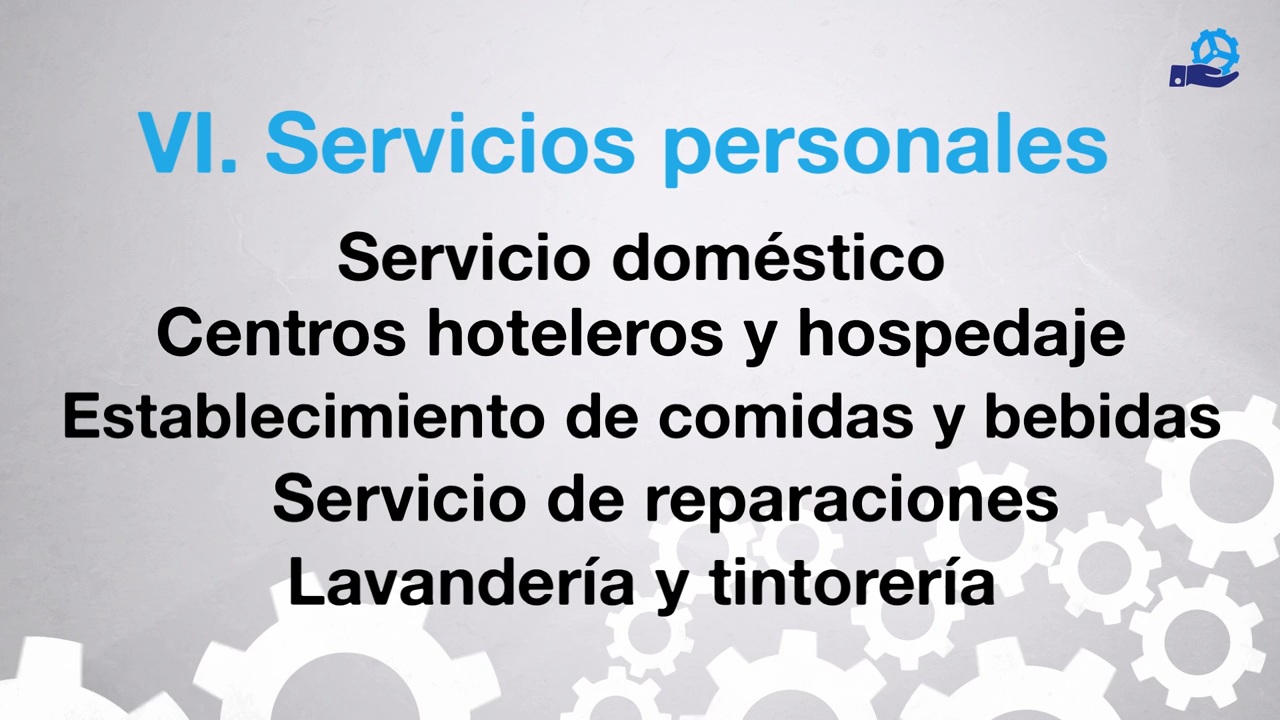 VI. Servicios personales
Servicio doméstico
Centros hoteleros y hospedaje
Establecimiento de comidas y bebidas
Servicio de reparaciones
Lavandería y tintorería